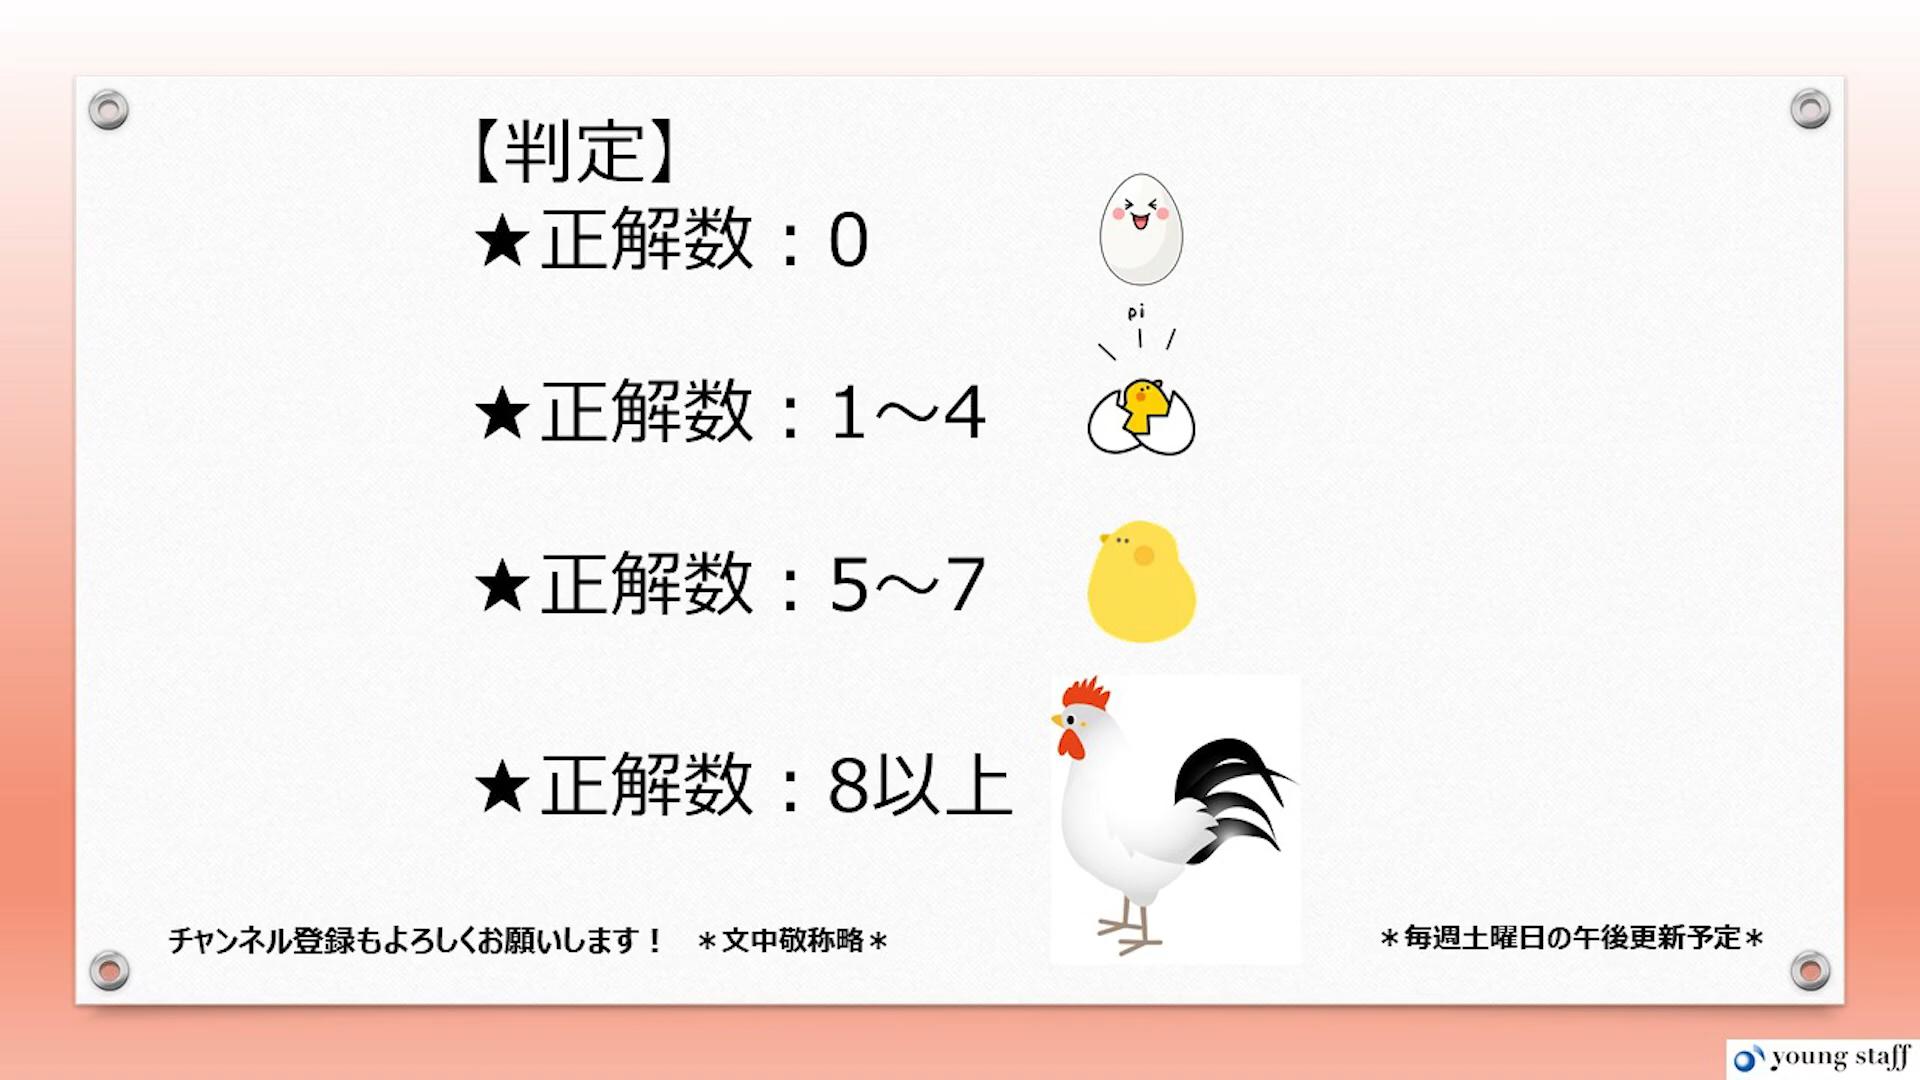 【判定】
★正解数：0
pi
★正解数：1～4
★正解数：5～7
★正解数：8以上
チャンネル登録もよろしくお願いします！　＊文中敬称略＊
＊毎週土曜日の午後更新予定＊
young staff